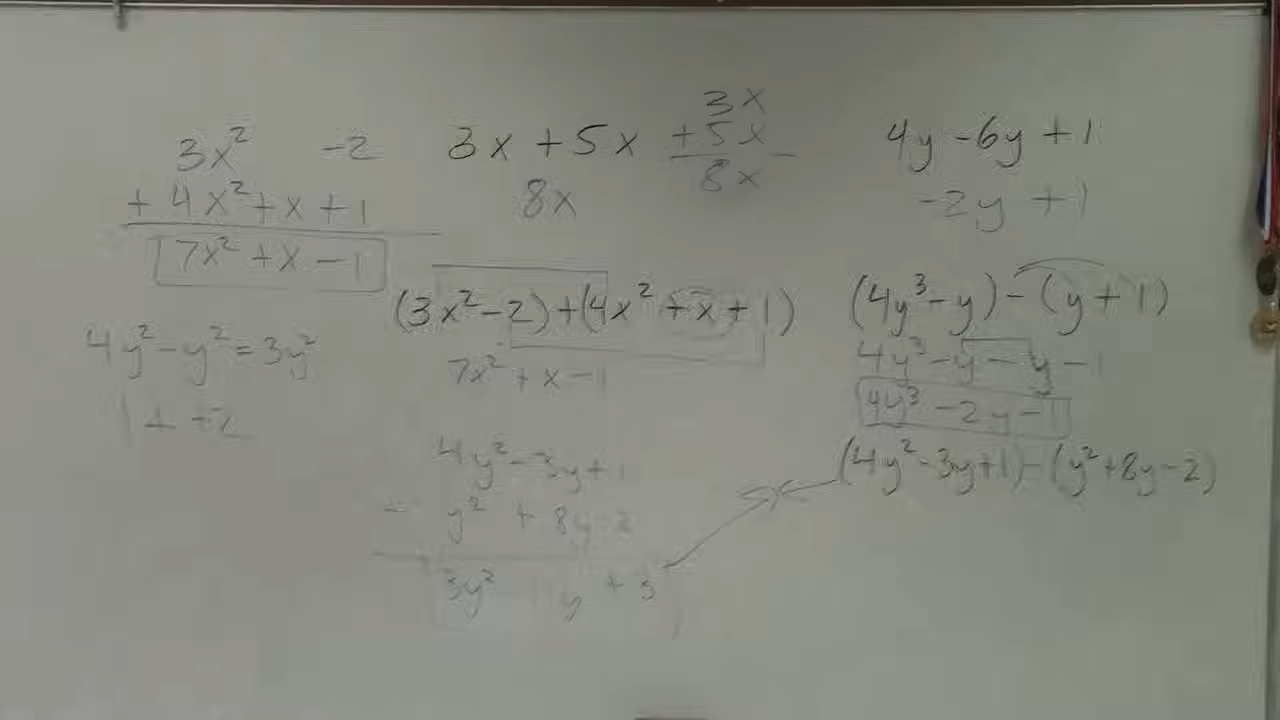 3x² -2
+ 4x² + x + 1
7x² + x - 1
4y² - y² = 3y²
3x + 5x
8x
3x
+ 5x
8x
(3x² - 2) + (4x² + x + 1)
7x² + x - 1
4y² - 3y + 1
- y² + 8y - 2
3y² y + 3
4y - 6y + 1
-2y + 1
(4y³ - y) - (y + 1)
4y³ - y - y - 1
4y³ - 2y - 1
(4y² - 3y + 1) - (y² + 8y - 2)